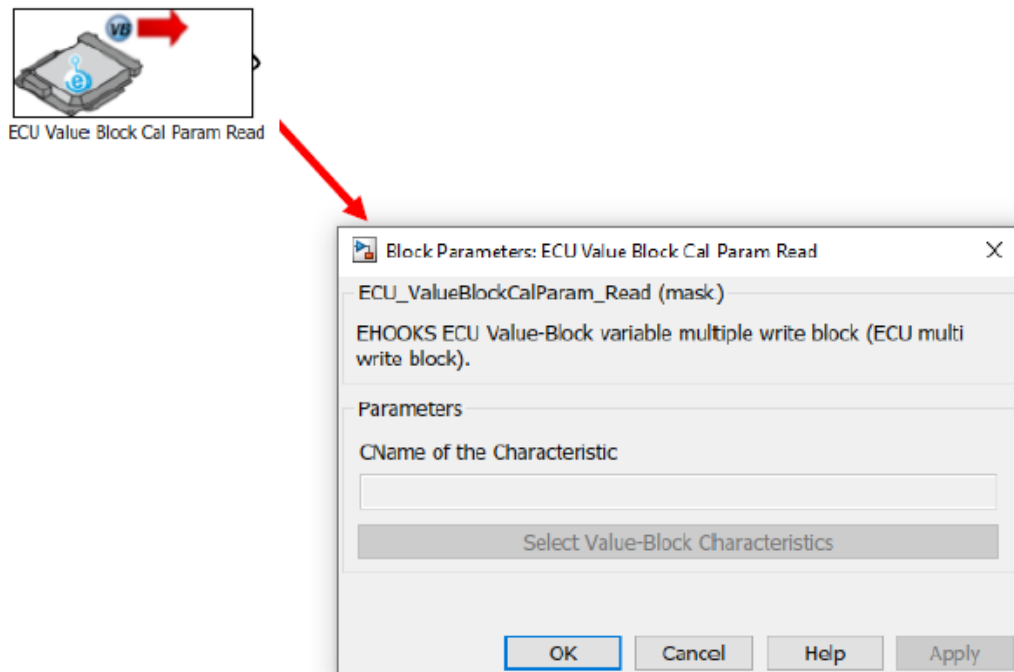 VB
e
ECU Value Block Cal Param Read
Block Parameters: ECU Value Block Cal Param Read
ECU_ValueBlockCalParam_Read (mask)
EHOOKS ECU Value-Block variable multiple write block (ECU multi
write block).
Parameters
CName of the Characteristic
Select Value-Block Characteristics
OK Cancel Help Apply